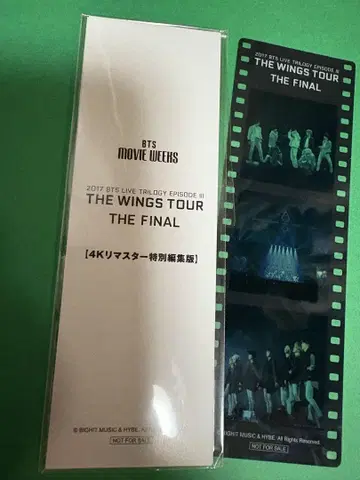 BTS
MOVIE WEEKS
2017 BTS LIVE TRILOGY EPISODE III
THE WINGS TOUR
THE FINAL
【4Kリマスター特別編集版】
© BIGHIT MUSIC & HYBE. All
NOT FOR SALE
2017 BTS LIVE TRILOGY EPISODE III
THE WINGS TOUR
THE FINAL
© BIGHIT MUSIC & HYBE. All Rights Reserved.
NOT FOR SALE